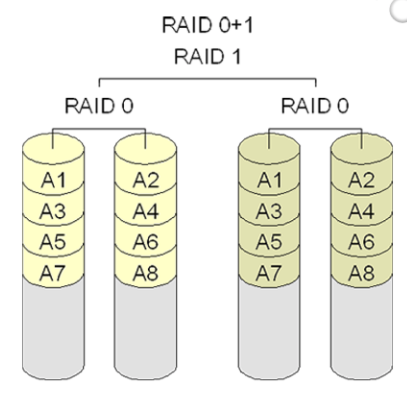 RAID 0+1
RAID 1
RAID 0 RAID 0
A1 A2 A1 A2
A3 A4 A3 A4
A5 A6 A5 A6
A7 A8 A7 A8